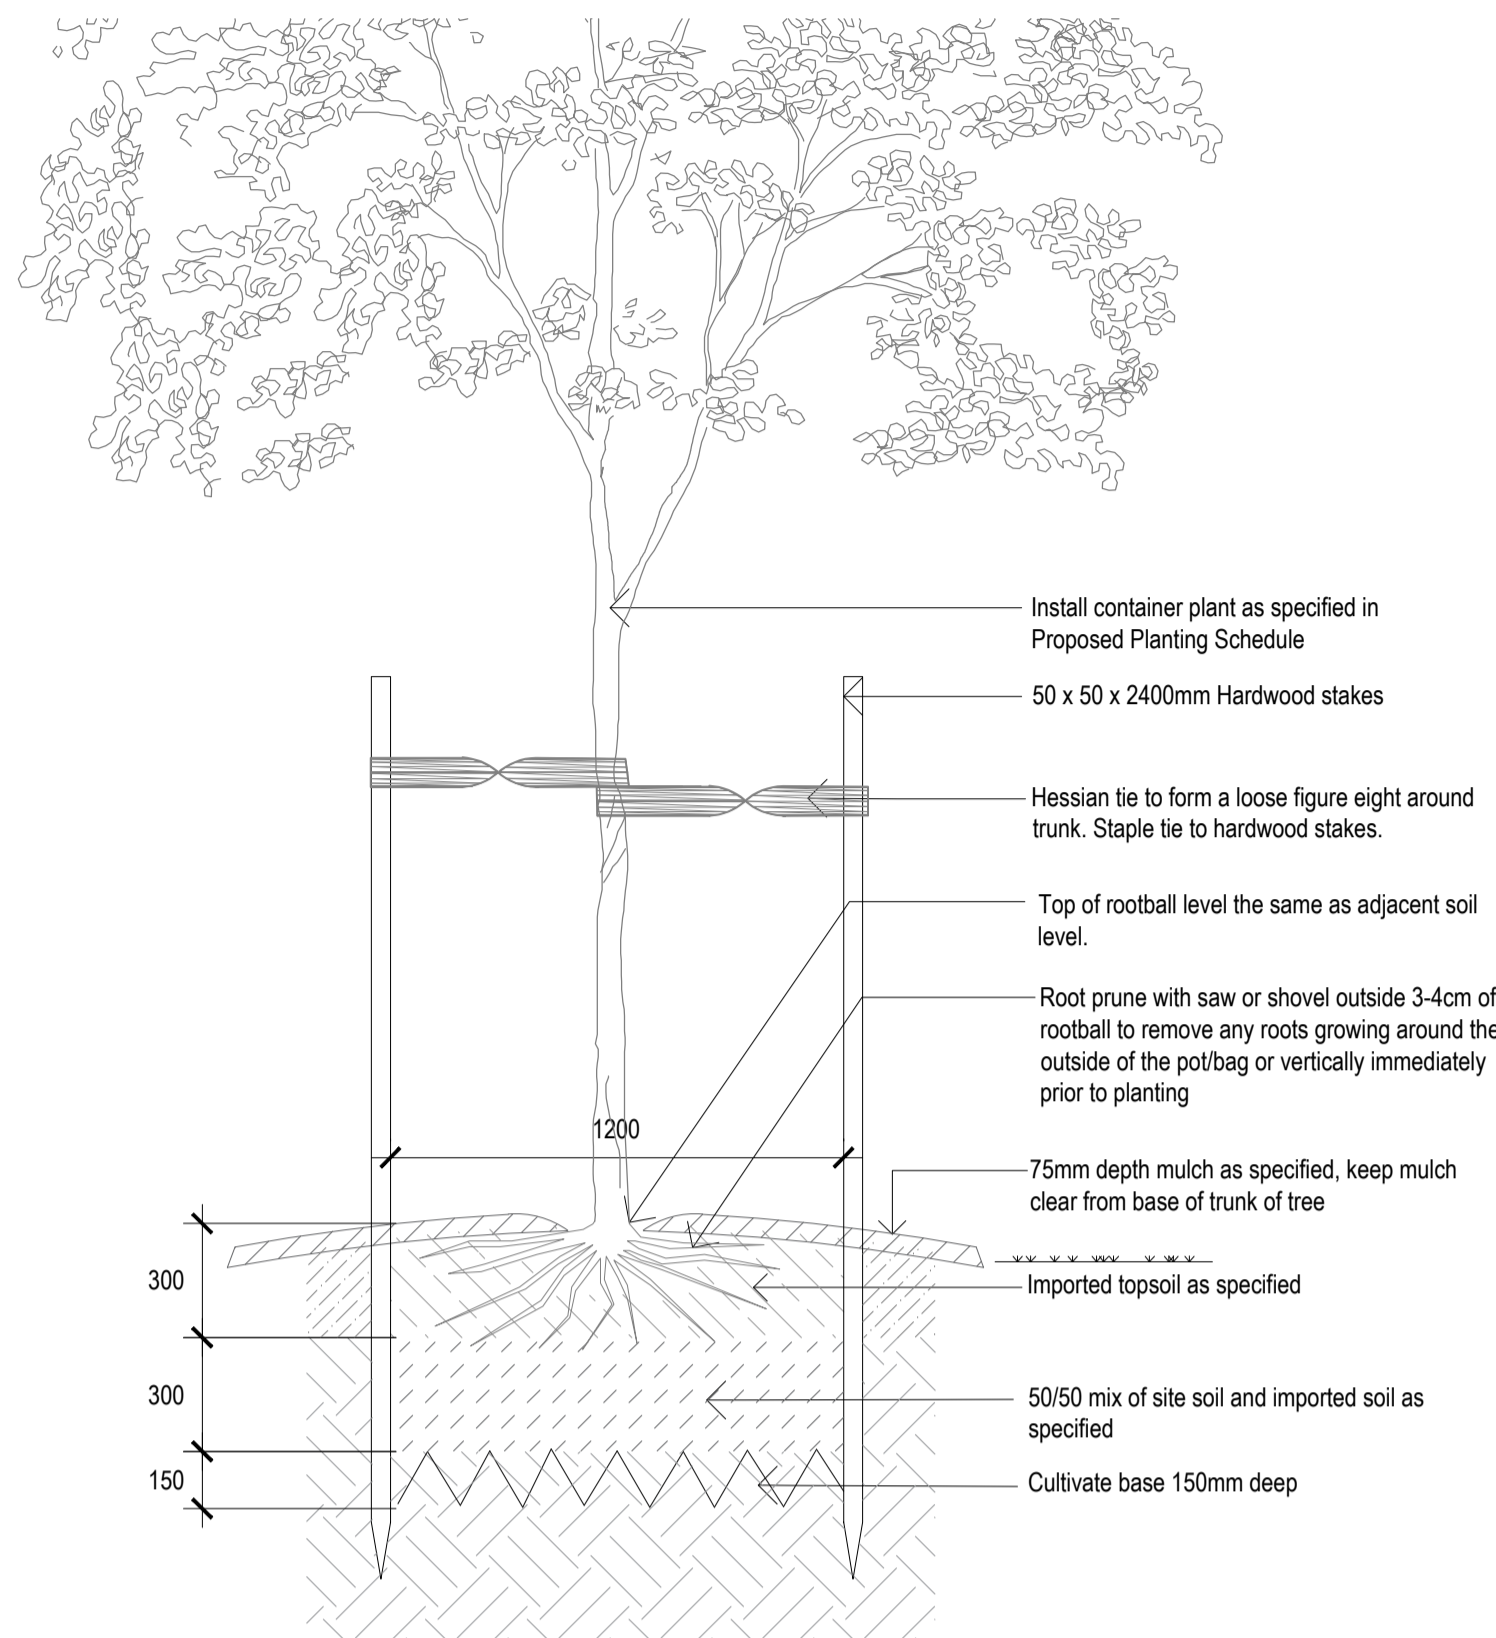 Install container plant as specified in
Proposed Planting Schedule
50 x 50 x 2400mm Hardwood stakes
Hessian tie to form a loose figure eight around
trunk. Staple tie to hardwood stakes.
Top of rootball level the same as adjacent soil
level.
Root prune with saw or shovel outside 3-4cm of
rootball to remove any roots growing around the
outside of the pot/bag or vertically immediately
prior to planting
1200
75mm depth mulch as specified, keep mulch
clear from base of trunk of tree
300
Imported topsoil as specified
300
50/50 mix of site soil and imported soil as
specified
150
Cultivate base 150mm deep